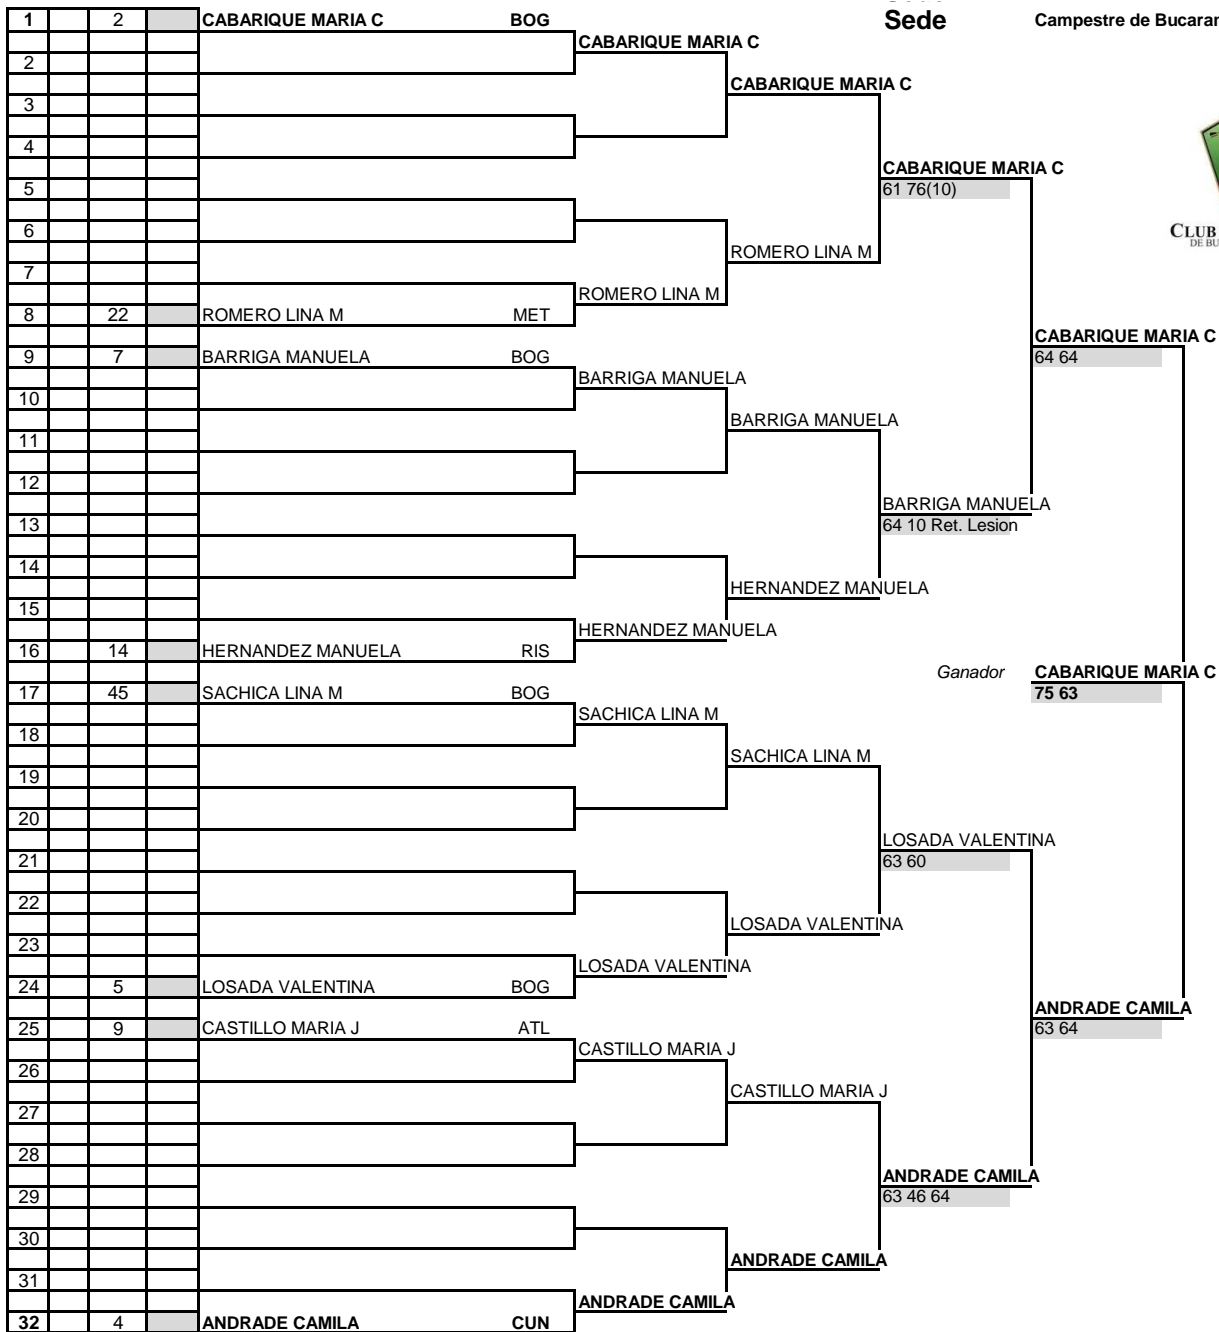 Sede
Campestre de Bucarar
1 2 CABARIQUE MARIA C BOG
CABARIQUE MARIA C
2
CABARIQUE MARIA C
3
4
CABARIQUE MARIA C
5 61 76(10)
6
CLUB
DE BU
ROMERO LINA M
7
ROMERO LINA M
8 22 ROMERO LINA M MET
CABARIQUE MARIA C
9 7 BARRIGA MANUELA BOG 64 64
BARRIGA MANUELA
10
BARRIGA MANUELA
11
12
BARRIGA MANUELA
13 64 10 Ret. Lesion
14
HERNANDEZ MANUELA
15
HERNANDEZ MANUELA
16 14 HERNANDEZ MANUELA RIS
Ganador CABARIQUE MARIA C
17 45 SACHICA LINA M BOG 75 63
SACHICA LINA M
18
SACHICA LINA M
19
20
LOSADA VALENTINA
21 63 60
22
LOSADA VALENTINA
23
LOSADA VALENTINA
24 5 LOSADA VALENTINA BOG
ANDRADE CAMILA
25 9 CASTILLO MARIA J ATL 63 64
CASTILLO MARIA J
26
CASTILLO MARIA J
27
28
ANDRADE CAMILA
29 63 46 64
30
ANDRADE CAMILA
31
ANDRADE CAMILA
32 4 ANDRADE CAMILA CUN